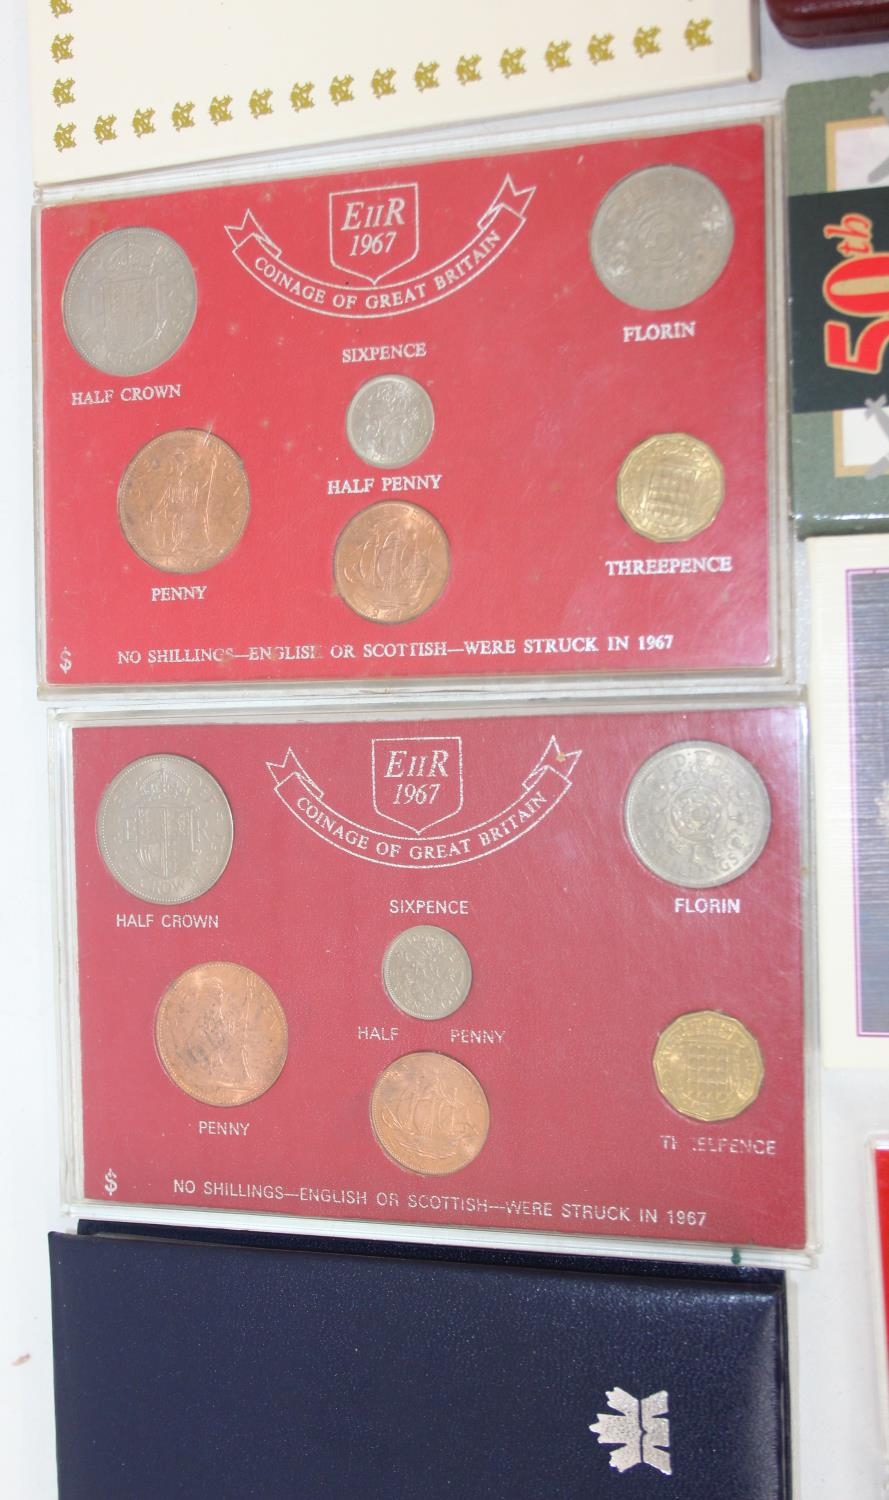 EIIR
1967
COINAGE OF GREAT BRITAIN
FLORIN
SIXPENCE
HALF CROWN
HALF PENNY
THREEPENCE
PENNY
NO SHILLINGS—ENGLISH OR SCOTTISH—WERE STRUCK IN 1967
$
50th
EIIR
1967
COINAGE OF GREAT BRITAIN
SIXPENCE
FLORIN
HALF CROWN
HALF PENNY
PENNY
THREEPENCE
NO SHILLINGS—ENGLISH OR SCOTTISH—WERE STRUCK IN 1967
$